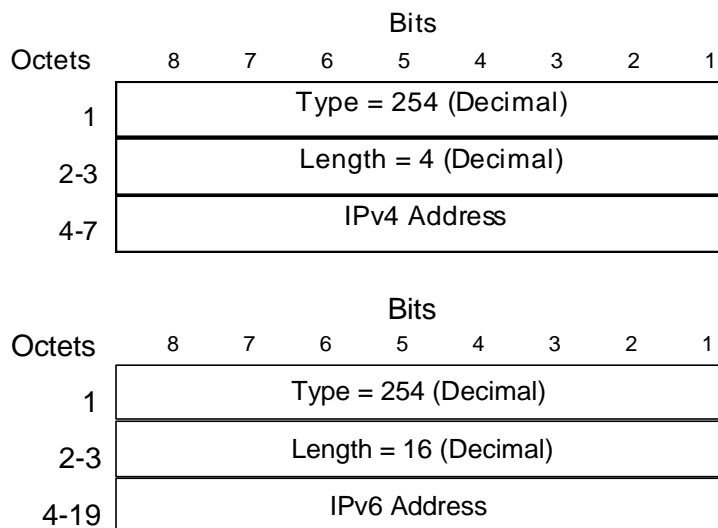 Bits
Octets 8 7 6 5 4 3 2 1
1 Type = 254 (Decimal)
2-3 Length = 4 (Decimal)
4-7 IPv4 Address
Bits
Octets 8 7 6 5 4 3 2 1
1 Type = 254 (Decimal)
2-3 Length = 16 (Decimal)
4-19 IPv6 Address